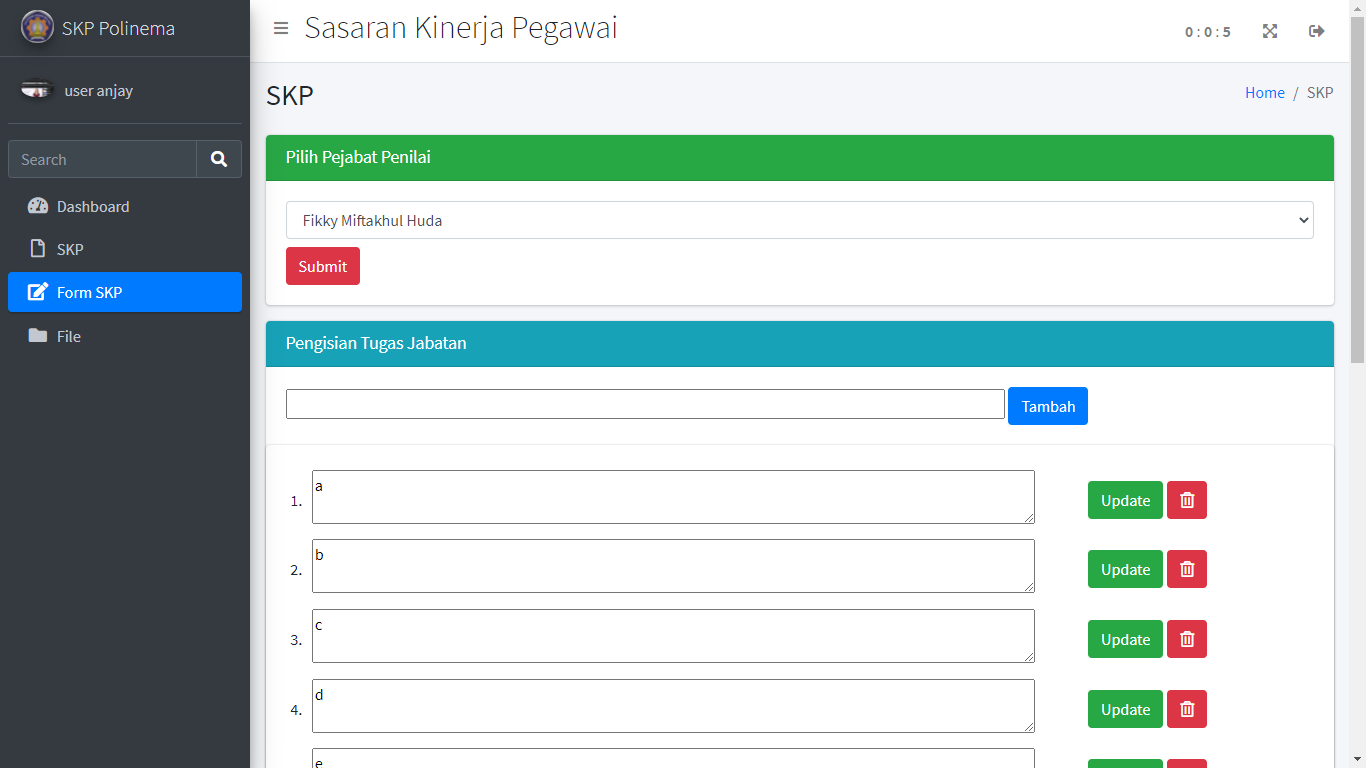 SKP Polinema
Sasaran Kinerja Pegawai
0 : 0 : 5
user anjay
SKP
Home / SKP
Search
Dashboard
SKP
Form SKP
File
Pilih Pejabat Penilai
Fikky Miftakhul Huda
Submit
Pengisian Tugas Jabatan
Tambah
1. a Update
2. b Update
3. c Update
4. d Update
e